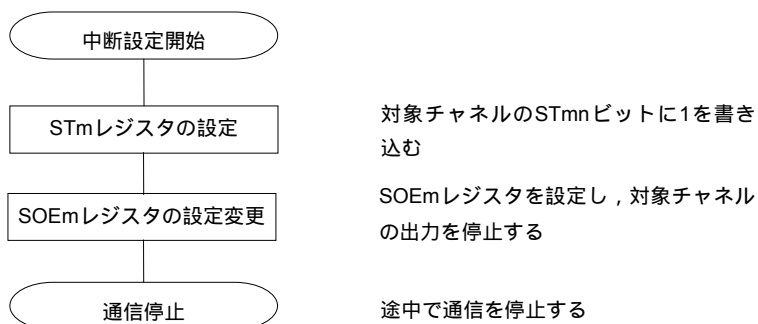 中断設定開始
STmレジスタの設定
対象チャネルのSTmnビットに1を書き
込む
SOEmレジスタの設定変更
SOEmレジスタを設定し，対象チャネル
の出力を停止する
通信停止
途中で通信を停止する